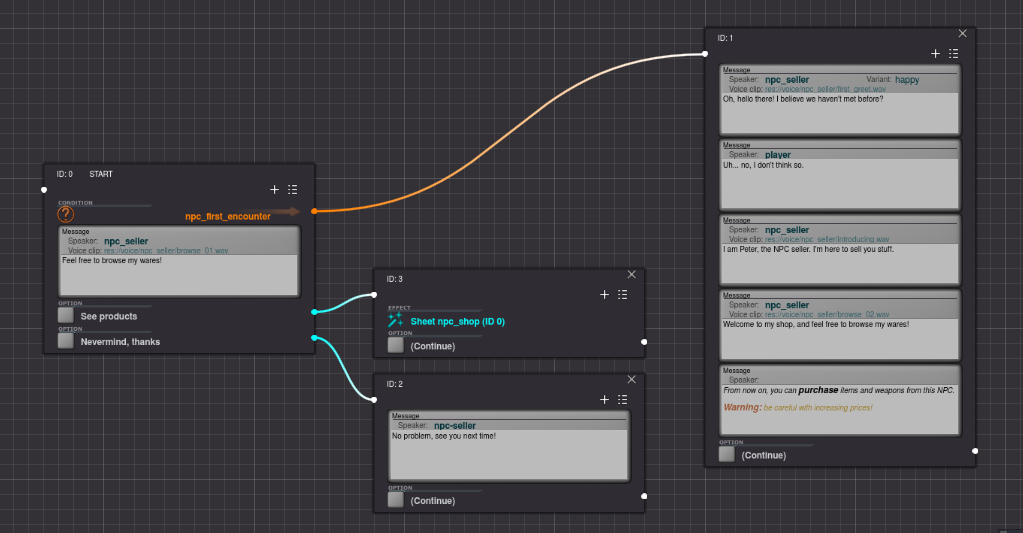 ID: 0 START
CONDITION
? npc_first_encounter
Message
Speaker: npc_seller
Voice clip: res://voice/npc_seller/browse_01.wav
Feel free to browse my wares!
OPTION
See products
OPTION
Nevermind, thanks
ID: 3
EFFECT
Sheet npc_shop (ID 0)
OPTION
(Continue)
ID: 2
Message
Speaker: npc-seller
No problem, see you next time!
OPTION
(Continue)
ID: 1
Message
Speaker: npc_seller Variant: happy
Voice clip: res://voice/npc_seller/first_greet.wav
Oh, hello there! I believe we haven't met before?
Message
Speaker: player
Uh... no, I don't think so.
Message
Speaker: npc_seller
Voice clip: res://voice/npc_seller/introducing.wav
I am Peter, the NPC seller. I'm here to sell you stuff.
Message
Speaker: npc_seller
Voice clip: res://voice/npc_seller/browse_02.wav
Welcome to my shop, and feel free to browse my wares!
Message
Speaker:
From now on, you can purchase items and weapons from this NPC.
Warning: be careful with increasing prices!
OPTION
(Continue)